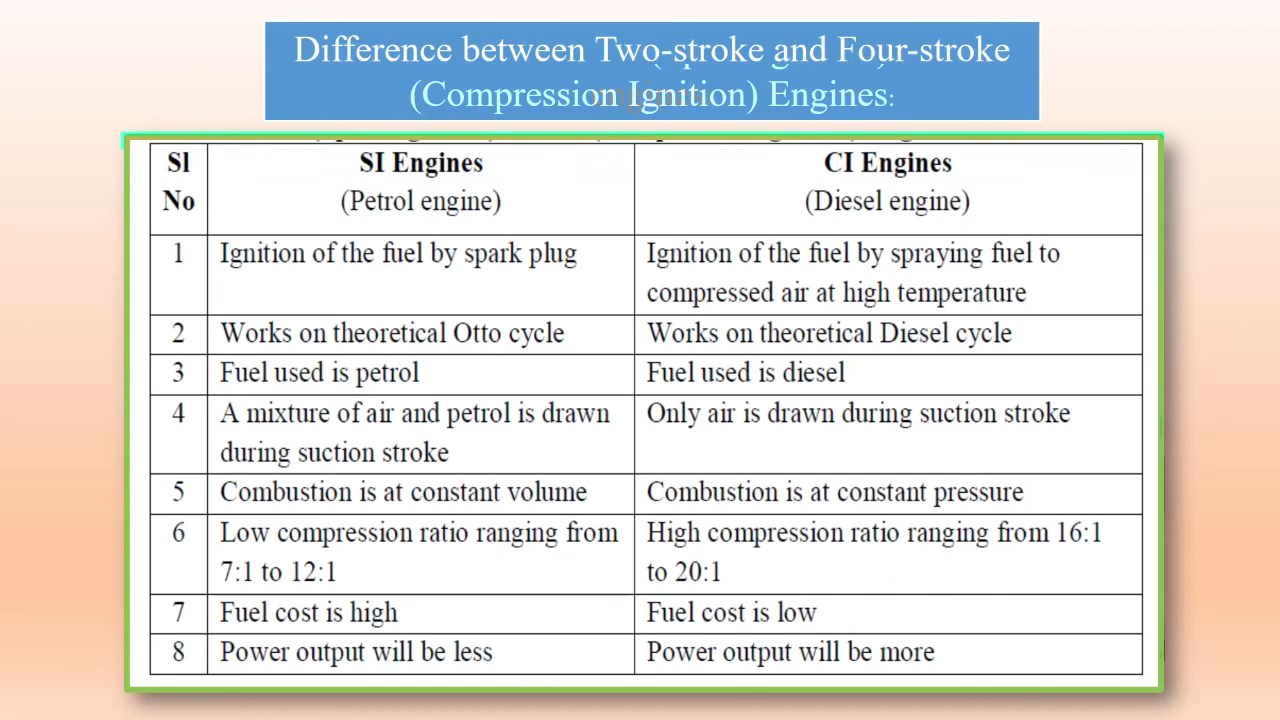 Difference between Two-stroke and Four-stroke
(Compression Ignition) Engines:
Sl No | SI Engines (Petrol engine) | CI Engines (Diesel engine)
1 | Ignition of the fuel by spark plug | Ignition of the fuel by spraying fuel to compressed air at high temperature
2 | Works on theoretical Otto cycle | Works on theoretical Diesel cycle
3 | Fuel used is petrol | Fuel used is diesel
4 | A mixture of air and petrol is drawn during suction stroke | Only air is drawn during suction stroke
5 | Combustion is at constant volume | Combustion is at constant pressure
6 | Low compression ratio ranging from 7:1 to 12:1 | High compression ratio ranging from 16:1 to 20:1
7 | Fuel cost is high | Fuel cost is low
8 | Power output will be less | Power output will be more